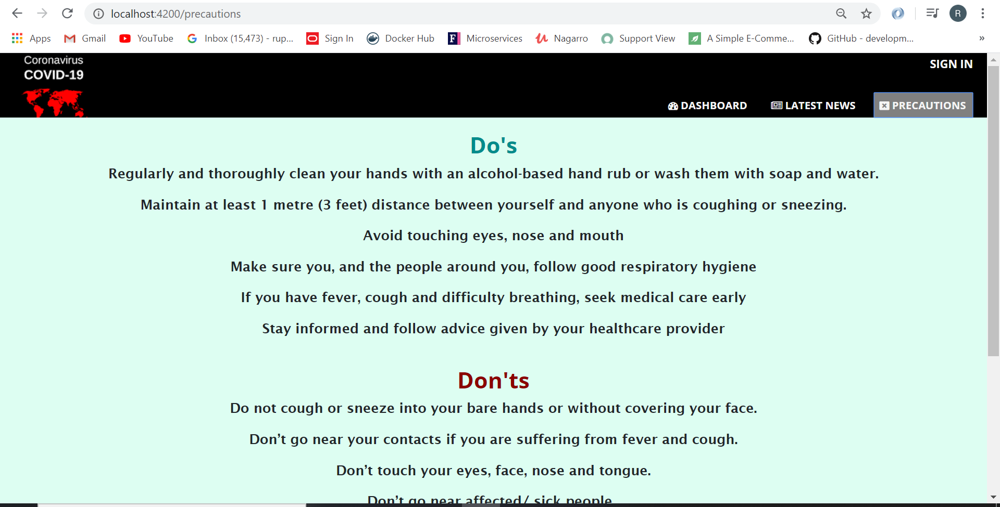 localhost:4200/precautions
R
Apps Gmail YouTube Inbox (15,473) - rup... Sign In Docker Hub F Microservices Nagarro Support View A Simple E-Comme... GitHub - developm... »
Coronavirus
COVID-19
SIGN IN
DASHBOARD LATEST NEWS PRECAUTIONS
Do's
Regularly and thoroughly clean your hands with an alcohol-based hand rub or wash them with soap and water.
Maintain at least 1 metre (3 feet) distance between yourself and anyone who is coughing or sneezing.
Avoid touching eyes, nose and mouth
Make sure you, and the people around you, follow good respiratory hygiene
If you have fever, cough and difficulty breathing, seek medical care early
Stay informed and follow advice given by your healthcare provider
Don'ts
Do not cough or sneeze into your bare hands or without covering your face.
Don’t go near your contacts if you are suffering from fever and cough.
Don’t touch your eyes, face, nose and tongue.
Don’t go near affected/ sick people